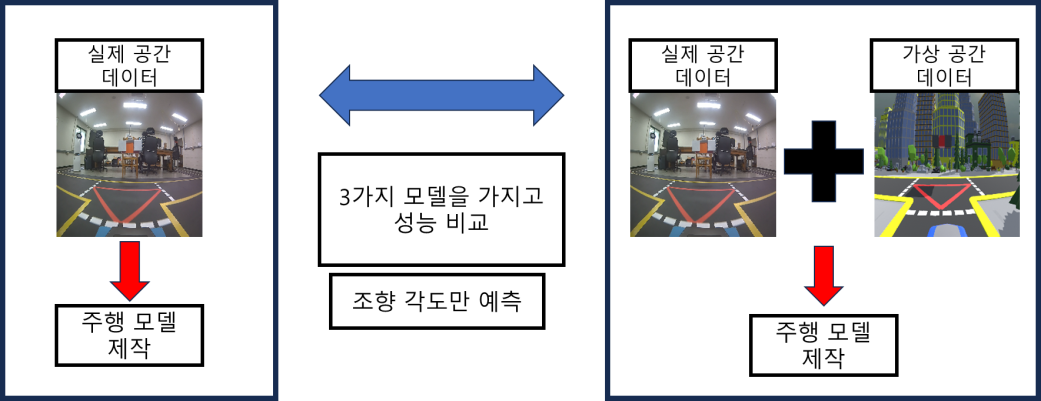 실제 공간
데이터
주행 모델
제작
3가지 모델을 가지고
성능 비교
조향 각도만 예측
실제 공간
데이터
가상 공간
데이터
주행 모델
제작